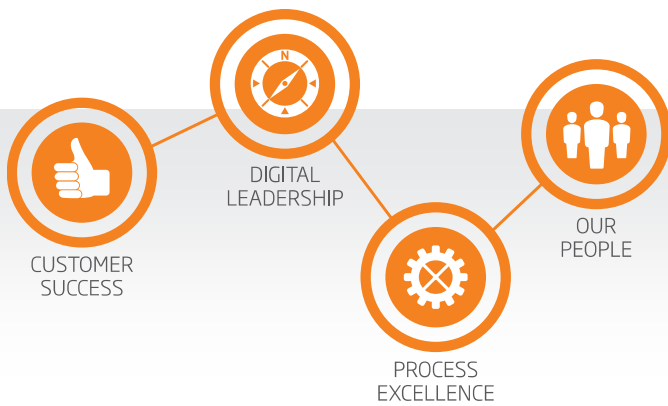 N
DIGITAL
LEADERSHIP
CUSTOMER
SUCCESS
OUR
PEOPLE
PROCESS
EXCELLENCE